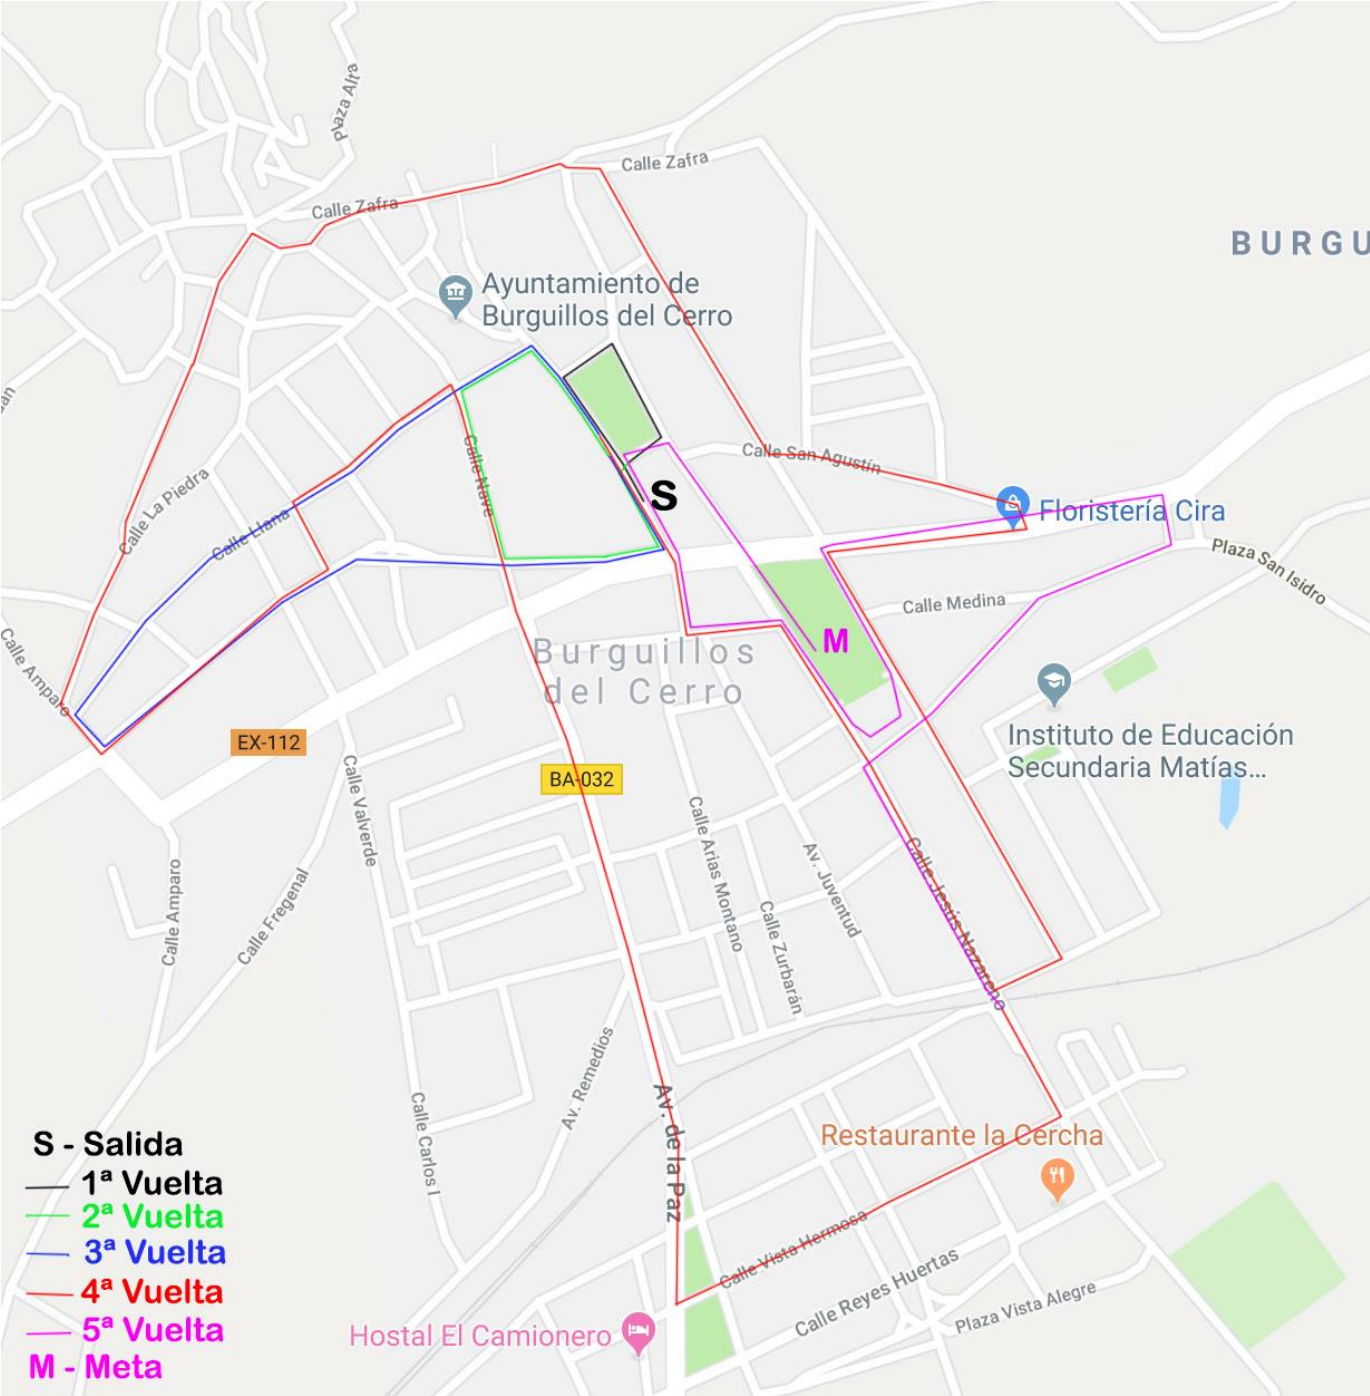 Plaza Alta
Calle Zafra
Calle Zafra
BURGU
Ayuntamiento de
Burguillos del Cerro
Calle Nave
Calle San Agustín
S
Floristería Cira
Calle La Piedra
Calle Llana
Plaza San Isidro
Calle Medina
Calle Amparo
Burguillos
del Cerro
M
EX-112
BA-032
Instituto de Educación
Secundaria Matías...
Calle Valverde
Calle Arias Montano
Av. Juventud
Calle Jesús Nazareno
Calle Amparo
Calle Fregenal
Calle Zurbarán
Av. Remedios
Calle Carlos I
Av. de la Paz
Restaurante la Cercha
Calle Vista Hermosa
Calle Reyes Huertas
Plaza Vista Alegre
Hostal El Camionero
S - Salida
1ª Vuelta
2ª Vuelta
3ª Vuelta
4ª Vuelta
5ª Vuelta
M - Meta